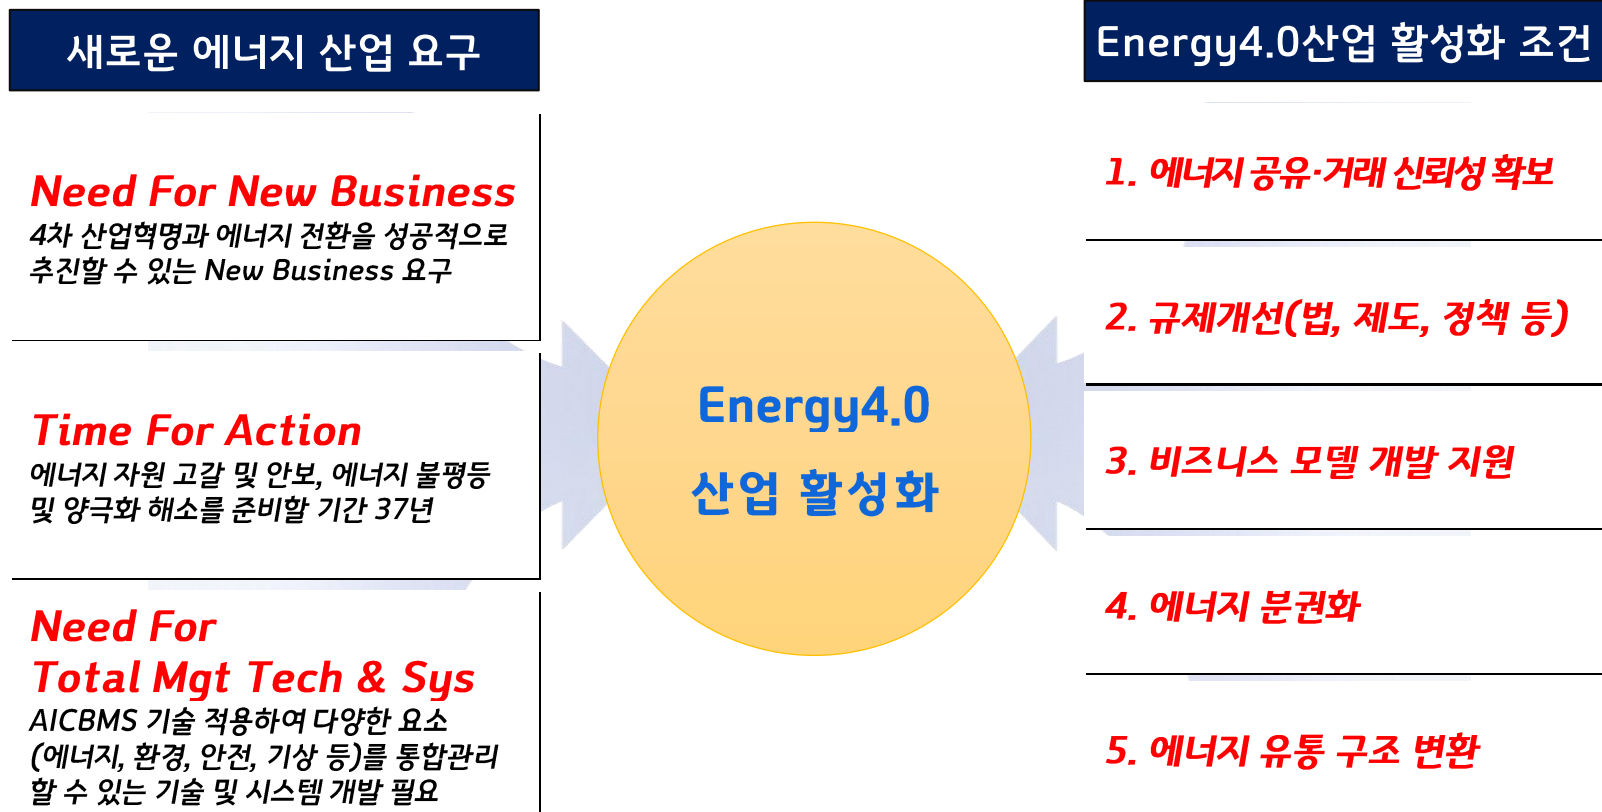 새로운 에너지 산업 요구
Need For New Business
4차 산업혁명과 에너지 전환을 성공적으로
추진할 수 있는 New Business 요구
Time For Action
에너지 자원 고갈 및 안보, 에너지 불평등
및 양극화 해소를 준비할 기간 37년
Need For
Total Mgt Tech & Sys
AICBMS 기술 적용하여 다양한 요소
(에너지, 환경, 안전, 기상 등)를 통합관리
할 수 있는 기술 및 시스템 개발 필요
Energy4.0
산업 활성화
Energy4.0산업 활성화 조건
1. 에너지 공유·거래 신뢰성 확보
2. 규제개선(법, 제도, 정책 등)
3. 비즈니스 모델 개발 지원
4. 에너지 분권화
5. 에너지 유통 구조 변환